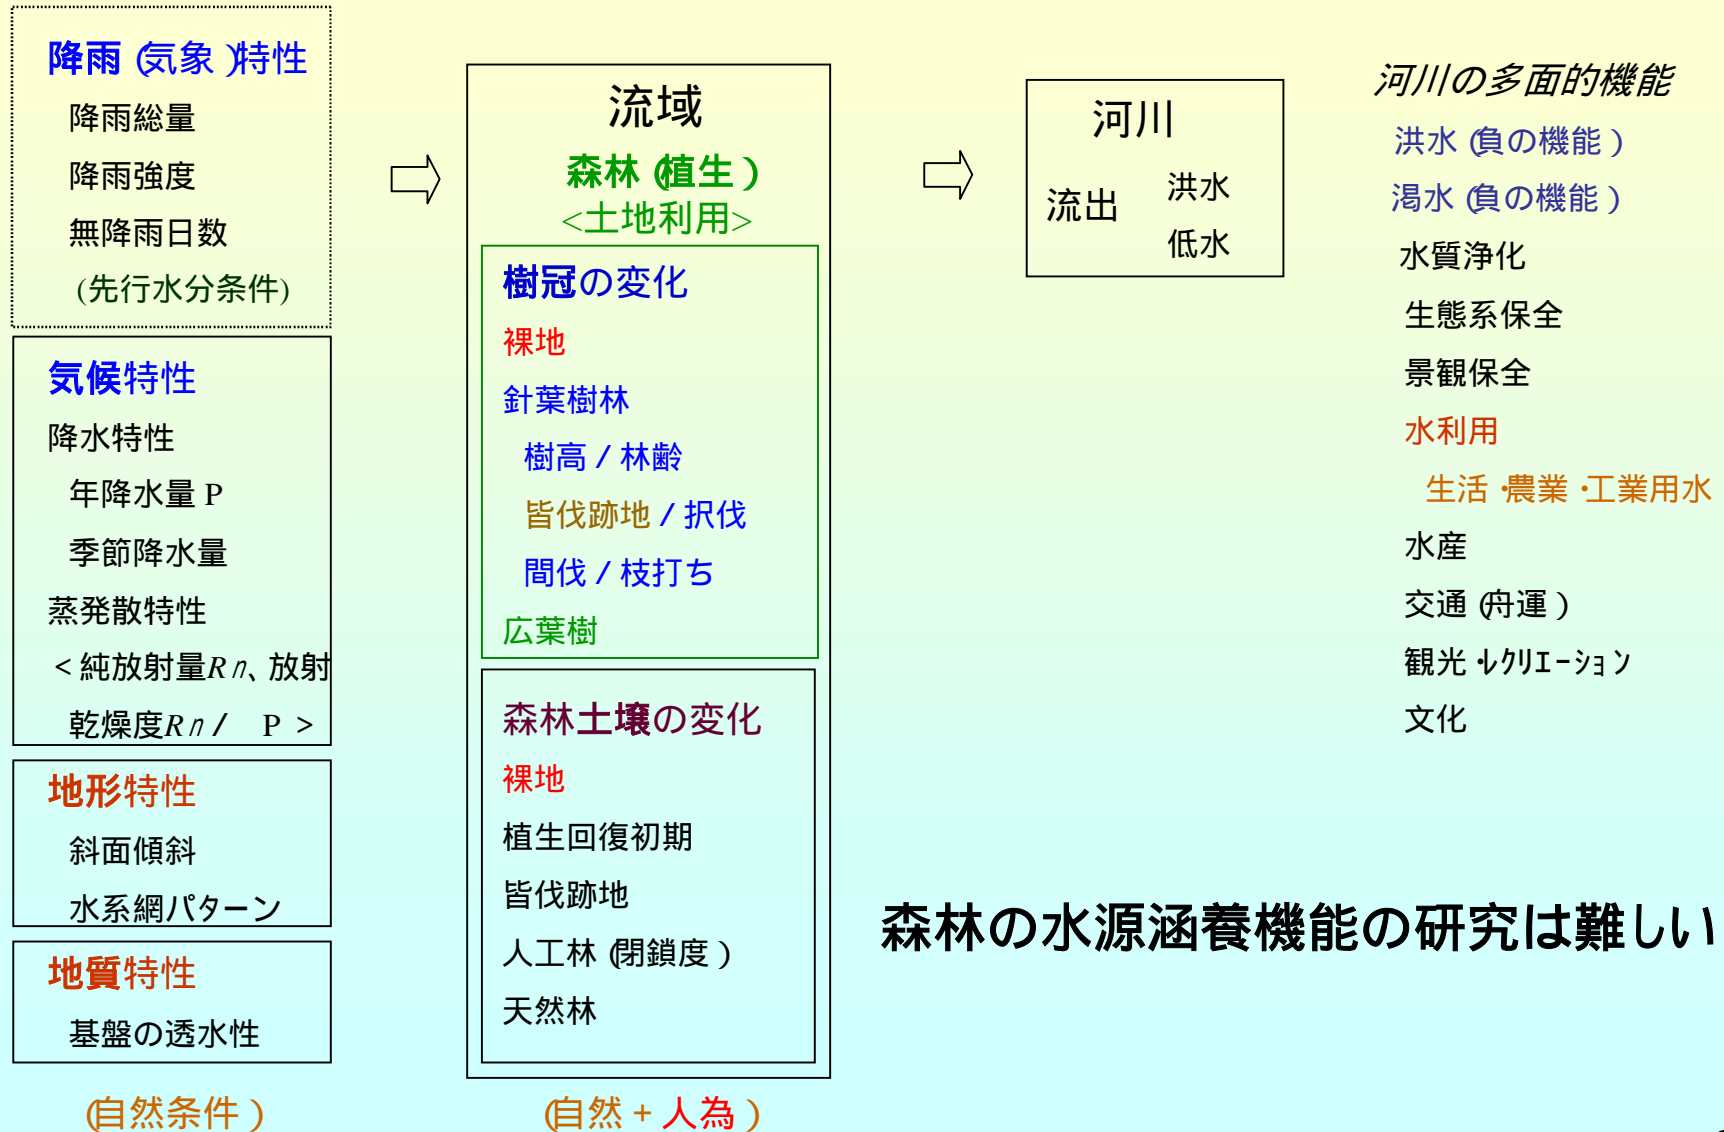 降雨(気象)特性
降雨総量
降雨強度
無降雨日数
(先行水分条件)
気候特性
降水特性
年降水量 P
季節降水量
蒸発散特性
<純放射量Rn、放射
乾燥度Rn/ P >
地形特性
斜面傾斜
水系網パターン
地質特性
基盤の透水性
(自然条件)
流域
森林(植生)
<土地利用>
樹冠の変化
裸地
針葉樹林
樹高/林齢
皆伐跡地/択伐
間伐/枝打ち
広葉樹
森林土壌の変化
裸地
植生回復初期
皆伐跡地
人工林(閉鎖度)
天然林
(自然+人為)
河川
流出
洪水
低水
河川の多面的機能
洪水(負の機能)
渇水(負の機能)
水質浄化
生態系保全
景観保全
水利用
生活・農業・工業用水
水産
交通(舟運)
観光・レクリエーション
文化
森林の水源涵養機能の研究は難しい